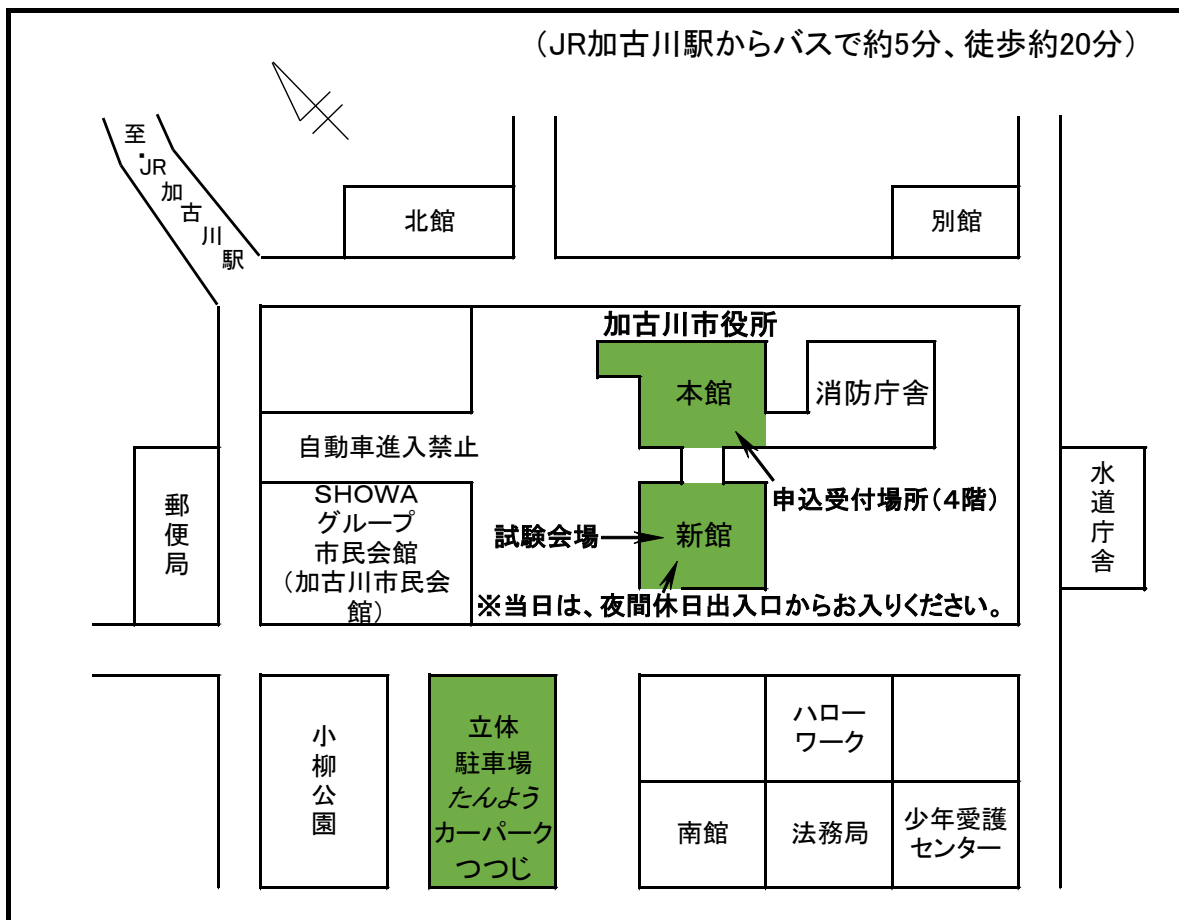 （JR加古川駅からバスで約5分、徒歩約20分）
至・JR加古川駅
北館
別館
加古川市役所
本館
消防庁舎
自動車進入禁止
申込受付場所（4階）
郵便局
SHOWA
グループ
市民会館
（加古川市民会
館）
試験会場
新館
水道庁舎
※当日は、夜間休日出入口からお入りください。
小柳公園
立体
駐車場
たんよう
カーパーク
つつじ
ハロー
ワーク
南館
法務局
少年愛護
センター